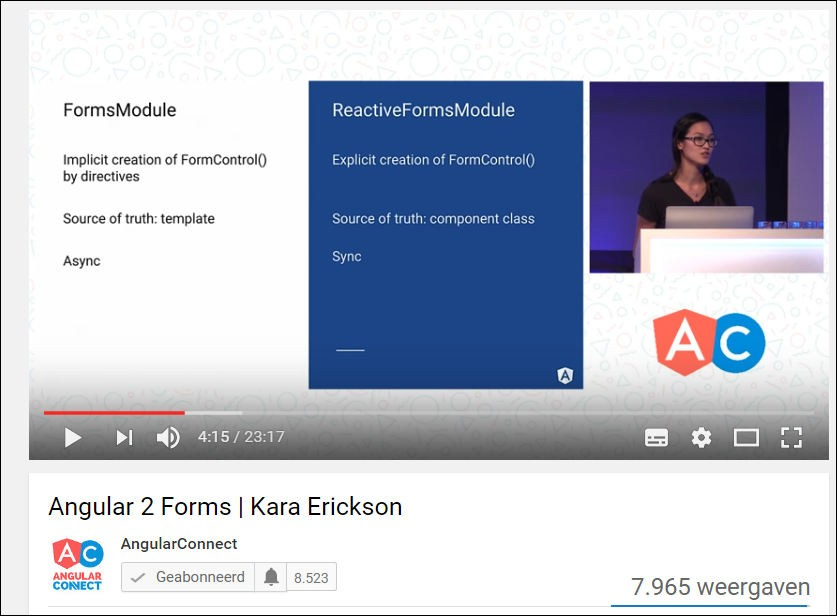 FormsModule
Implicit creation of FormControl()
by directives
Source of truth: template
Async
ReactiveFormsModule
Explicit creation of FormControl()
Source of truth: component class
Sync
A
A C
4:15 / 23:17
Angular 2 Forms | Kara Erickson
A C
ANGULAR
CONNECT
AngularConnect
Geabonneerd
8.523
7.965 weergaven